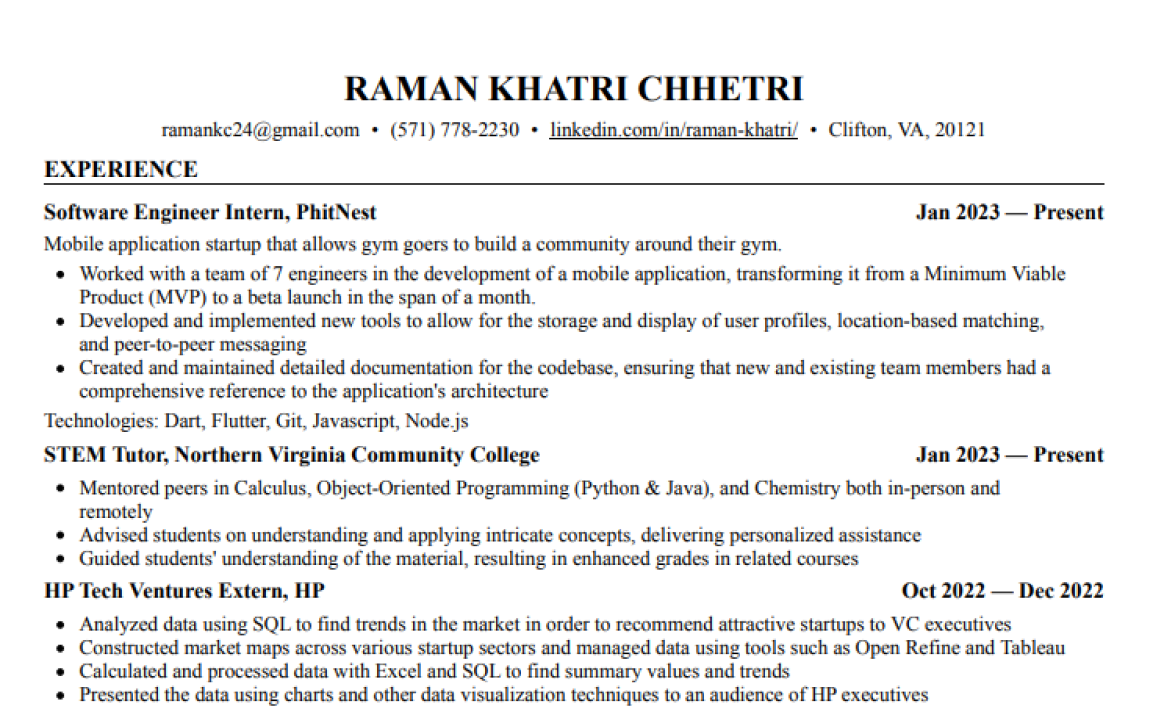 RAMAN KHATRI CHHETRI
ramankc24@gmail.com • (571) 778-2230 • linkedin.com/in/raman-khatri/ • Clifton, VA, 20121
EXPERIENCE
Software Engineer Intern, PhitNest Jan 2023 — Present
Mobile application startup that allows gym goers to build a community around their gym.
• Worked with a team of 7 engineers in the development of a mobile application, transforming it from a Minimum Viable
Product (MVP) to a beta launch in the span of a month.
• Developed and implemented new tools to allow for the storage and display of user profiles, location-based matching,
and peer-to-peer messaging
• Created and maintained detailed documentation for the codebase, ensuring that new and existing team members had a
comprehensive reference to the application's architecture
Technologies: Dart, Flutter, Git, Javascript, Node.js
STEM Tutor, Northern Virginia Community College Jan 2023 — Present
• Mentored peers in Calculus, Object-Oriented Programming (Python & Java), and Chemistry both in-person and
remotely
• Advised students on understanding and applying intricate concepts, delivering personalized assistance
• Guided students' understanding of the material, resulting in enhanced grades in related courses
HP Tech Ventures Extern, HP Oct 2022 — Dec 2022
• Analyzed data using SQL to find trends in the market in order to recommend attractive startups to VC executives
• Constructed market maps across various startup sectors and managed data using tools such as Open Refine and Tableau
• Calculated and processed data with Excel and SQL to find summary values and trends
• Presented the data using charts and other data visualization techniques to an audience of HP executives